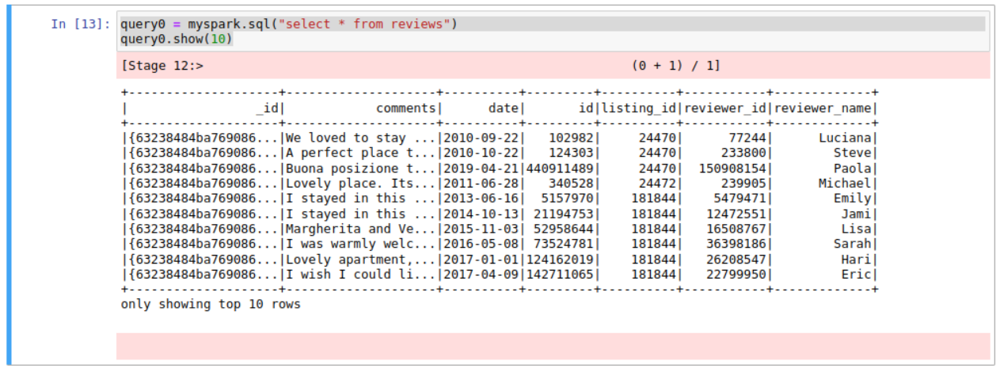 In [13]: query0 = myspark.sql("select * from reviews")
query0.show(10)
[Stage 12:>                                                          (0 + 1) / 1]
+--------------------+--------------------+----------+---------+----------+-----------+-------------+
|                 _id|            comments|      date|       id|listing_id|reviewer_id|reviewer_name|
+--------------------+--------------------+----------+---------+----------+-----------+-------------+
|{63238484ba769086...|We loved to stay ...|2010-09-22|   102982|     24470|      77244|      Luciana|
|{63238484ba769086...|A perfect place t...|2010-10-22|   124303|     24470|     233800|        Steve|
|{63238484ba769086...|Buona posizione t...|2019-04-21|440911489|     24470|  150908154|        Paola|
|{63238484ba769086...|Lovely place. Its...|2011-06-28|   340528|     24472|     239905|      Michael|
|{63238484ba769086...|I stayed in this ...|2013-06-16|  5157970|    181844|    5479471|        Emily|
|{63238484ba769086...|I stayed in this ...|2014-10-13| 21194753|    181844|   12472551|         Jami|
|{63238484ba769086...|Margherita and Ve...|2015-11-03| 52958644|    181844|   16508767|         Lisa|
|{63238484ba769086...|I was warmly welc...|2016-05-08| 73524781|    181844|   36398186|        Sarah|
|{63238484ba769086...|Lovely apartment,...|2017-01-01|124162019|    181844|   26208547|         Hari|
|{63238484ba769086...|I wish I could li...|2017-04-09|142711065|    181844|   22799950|         Eric|
+--------------------+--------------------+----------+---------+----------+-----------+-------------+
only showing top 10 rows